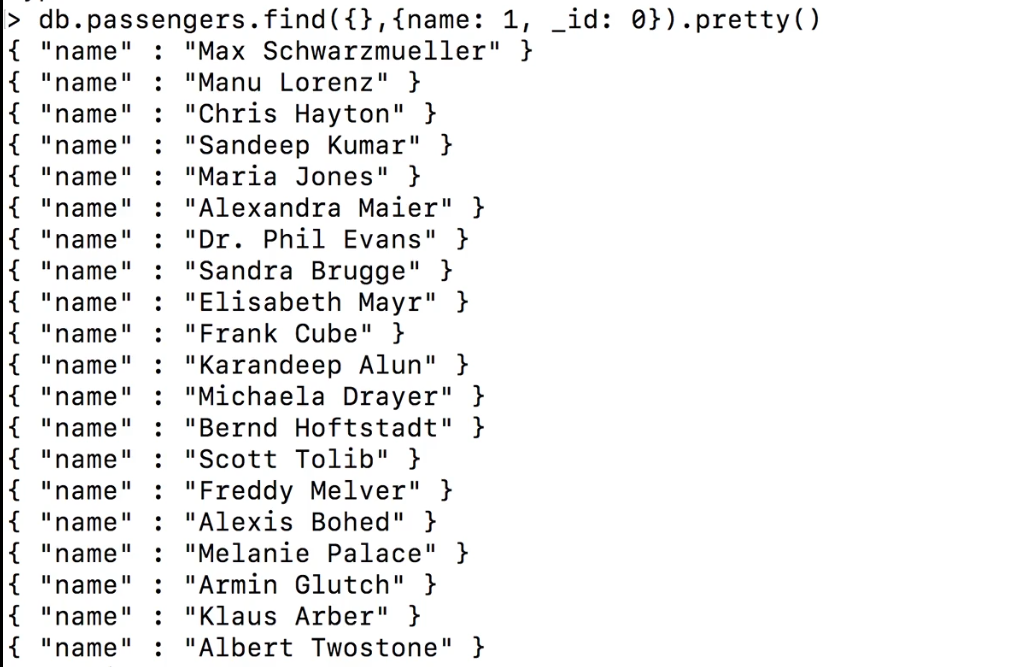 > db.passengers.find({},{name: 1, _id: 0}).pretty()
{ "name" : "Max Schwarzmueller" }
{ "name" : "Manu Lorenz" }
{ "name" : "Chris Hayton" }
{ "name" : "Sandeep Kumar" }
{ "name" : "Maria Jones" }
{ "name" : "Alexandra Maier" }
{ "name" : "Dr. Phil Evans" }
{ "name" : "Sandra Brugge" }
{ "name" : "Elisabeth Mayr" }
{ "name" : "Frank Cube" }
{ "name" : "Karandeep Alun" }
{ "name" : "Michaela Drayer" }
{ "name" : "Bernd Hoftstadt" }
{ "name" : "Scott Tolib" }
{ "name" : "Freddy Melver" }
{ "name" : "Alexis Bohed" }
{ "name" : "Melanie Palace" }
{ "name" : "Armin Glutch" }
{ "name" : "Klaus Arber" }
{ "name" : "Albert Twostone" }